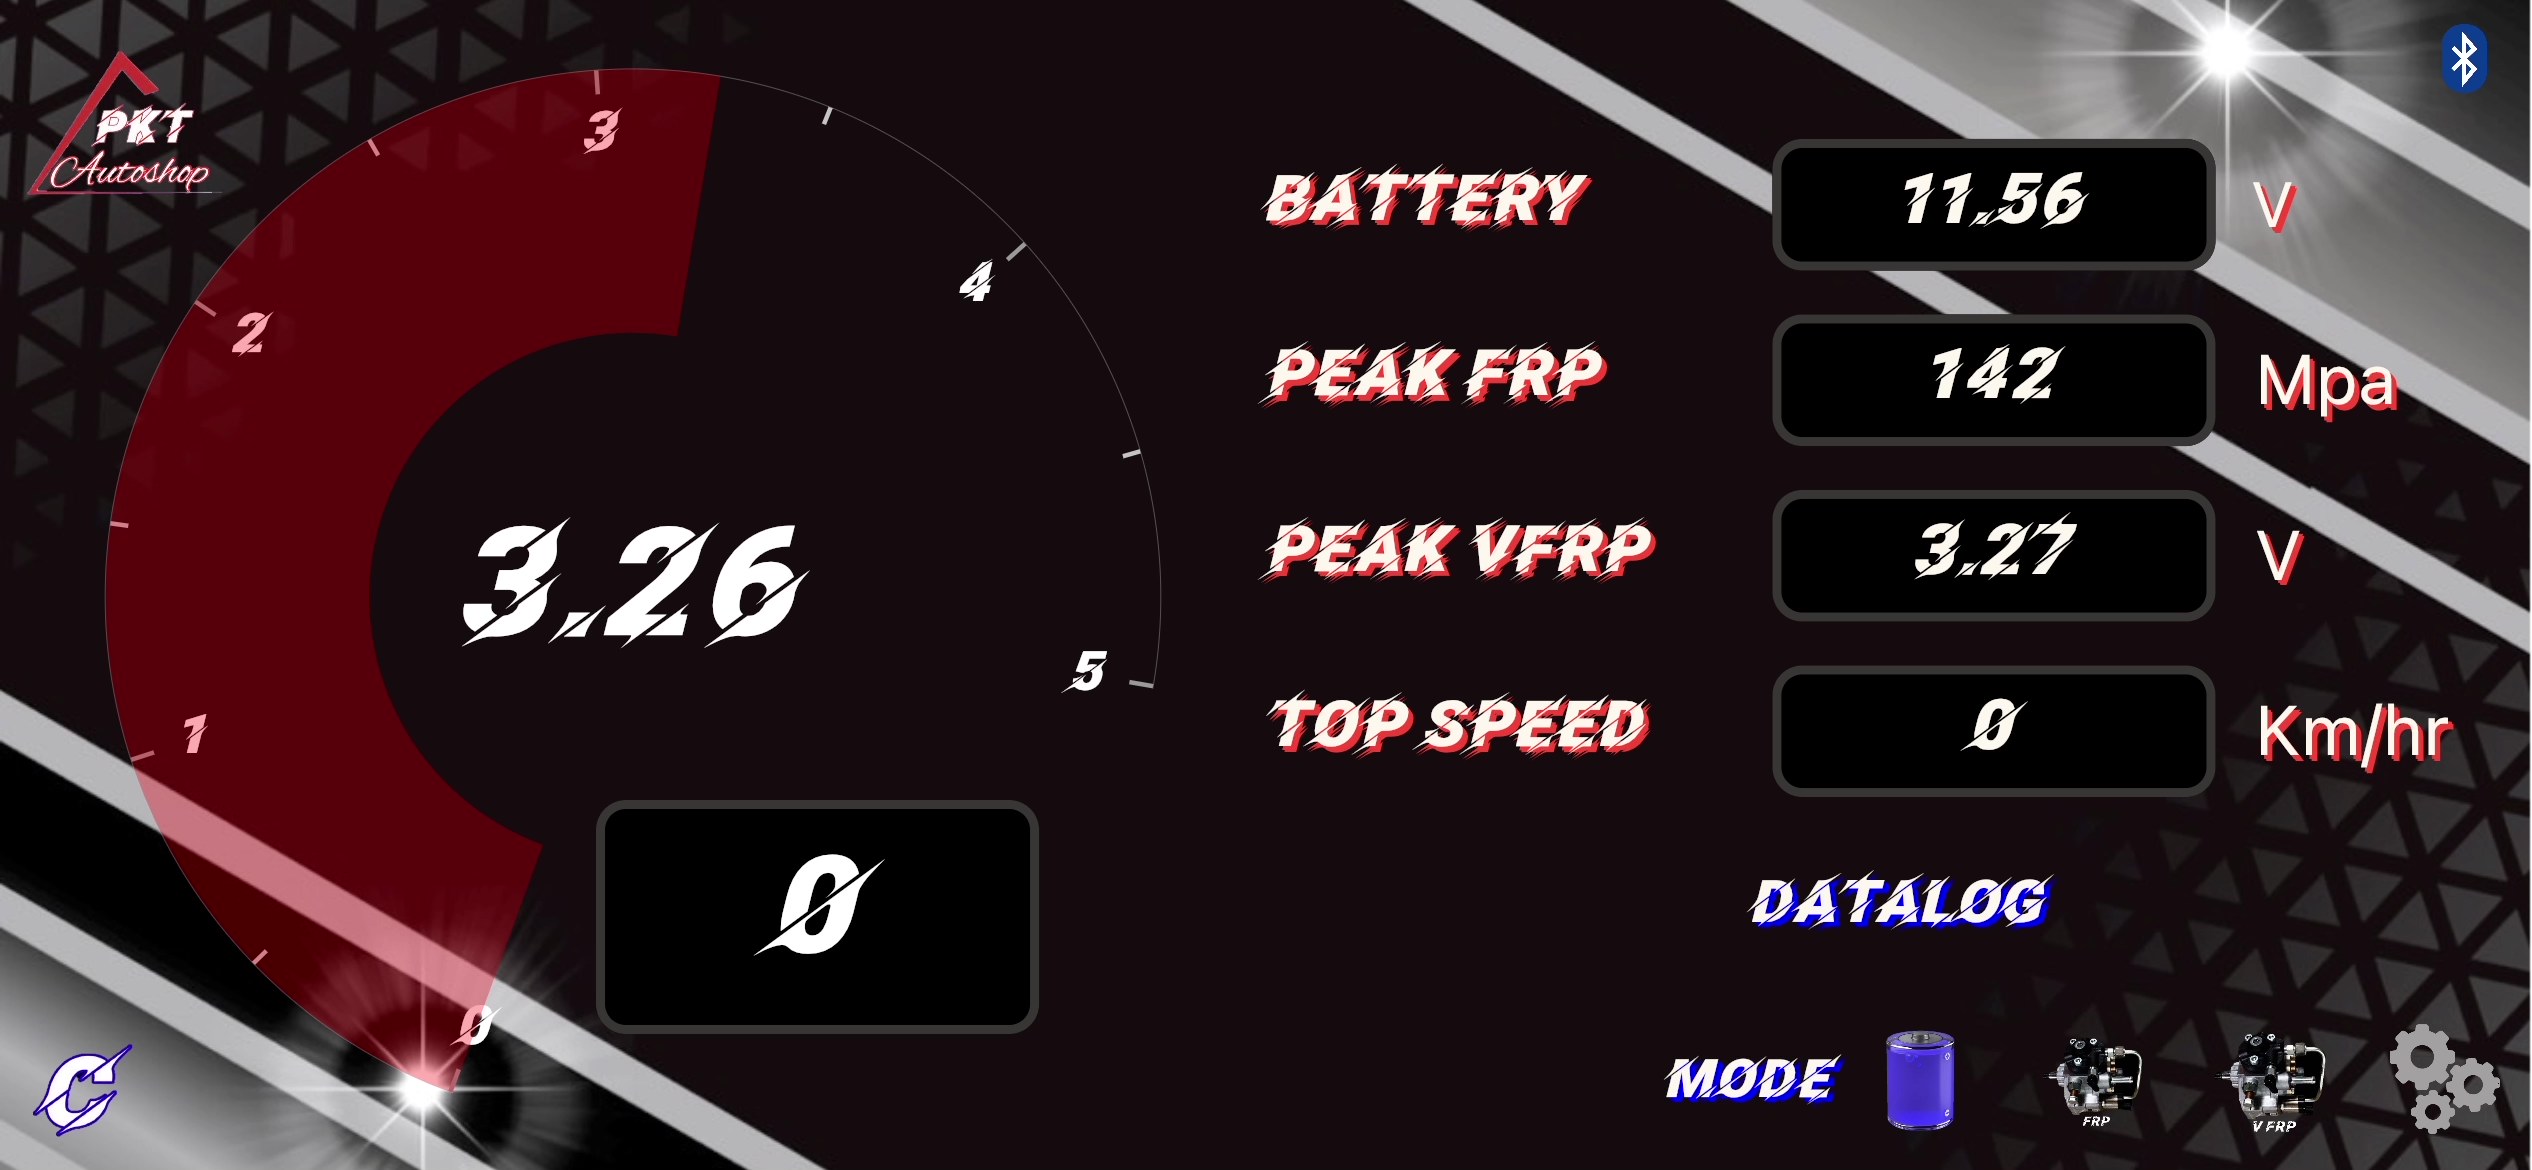 PKT
Autoshop
3
4
2
1
5
0
3.26
0
BATTERY 11.56 V
PEAK FRP 142 Mpa
PEAK VFRP 3.27 V
TOP SPEED 0 Km/hr
DATALOG
C
MODE
FRP
V FRP